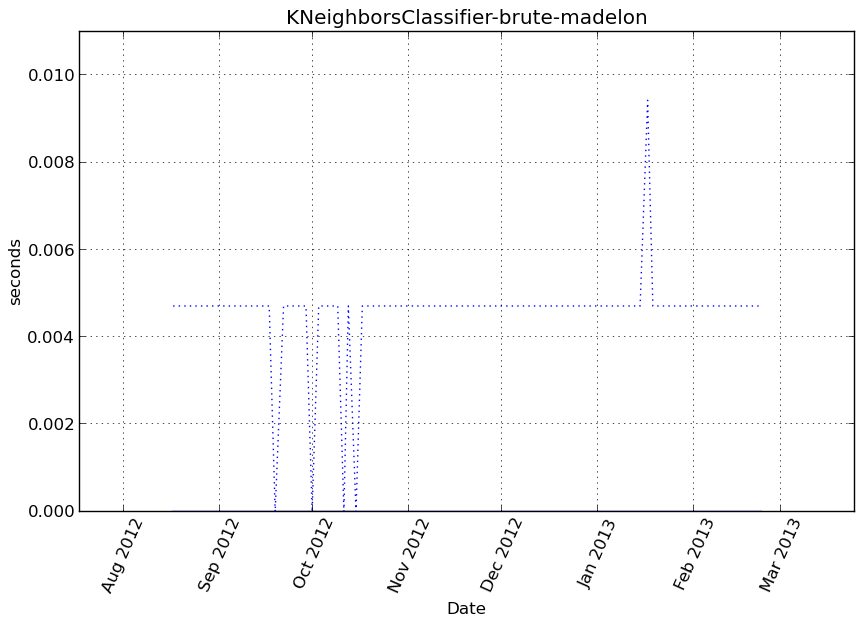 KNeighborsClassifier-brute-madelon
0.010
0.008
0.006
0.004
0.002
0.000
seconds
Aug 2012
Sep 2012
Oct 2012
Nov 2012
Dec 2012
Jan 2013
Feb 2013
Mar 2013
Date